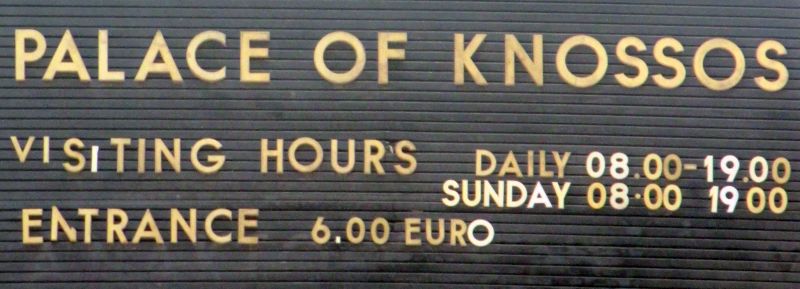 PALACE OF KNOSSOS
VISITING HOURS DAILY 08.00-19.00
SUNDAY 08.00 19 00
ENTRANCE 6.00 EURO